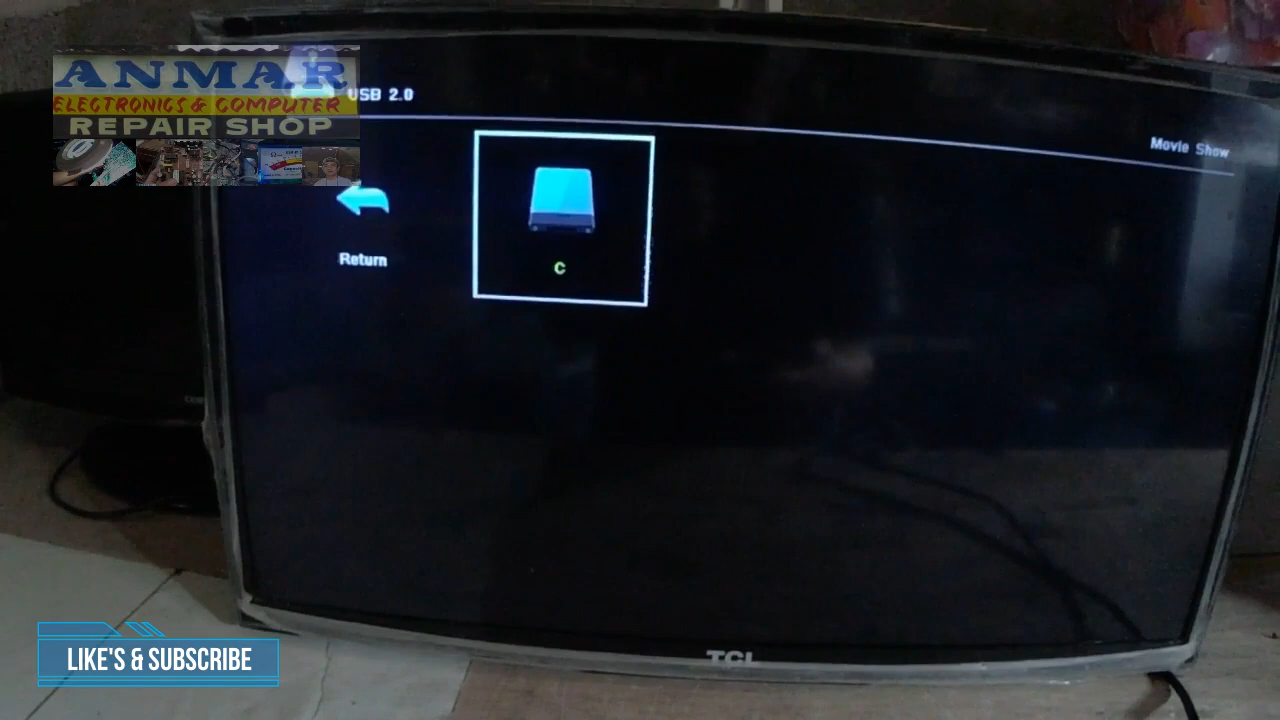 ANMAR
ELECTRONICS & COMPUTER
REPAIR SHOP
USB 2.0
Movie Show
Return
C
TCL
LIKE'S & SUBSCRIBE